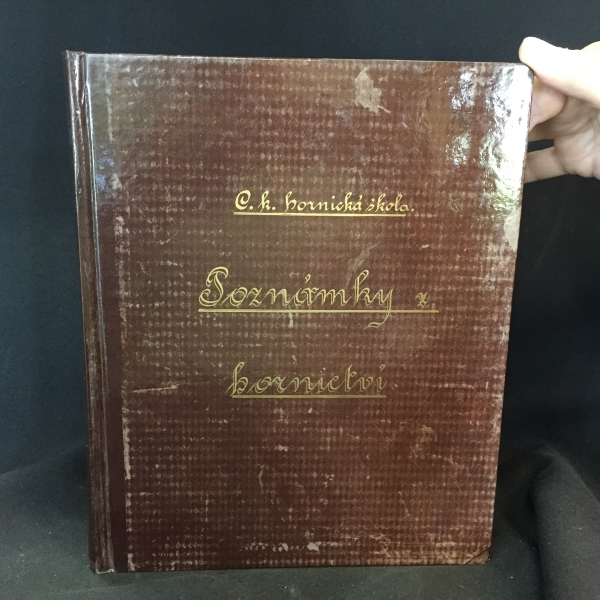 C. k. hornická škola.
Poznámky z
hornictví